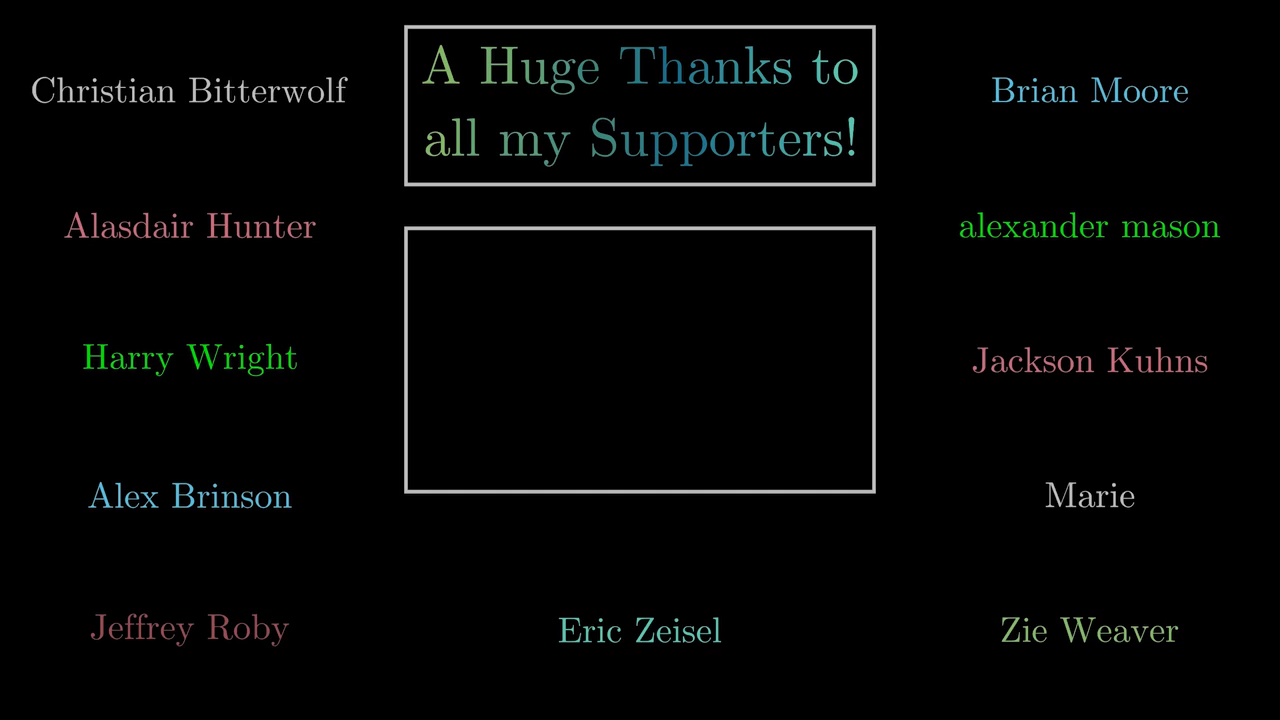 A Huge Thanks to
all my Supporters!
Christian Bitterwolf
Brian Moore
Alasdair Hunter
alexander mason
Harry Wright
Jackson Kuhns
Alex Brinson
Marie
Jeffrey Roby
Eric Zeisel
Zie Weaver